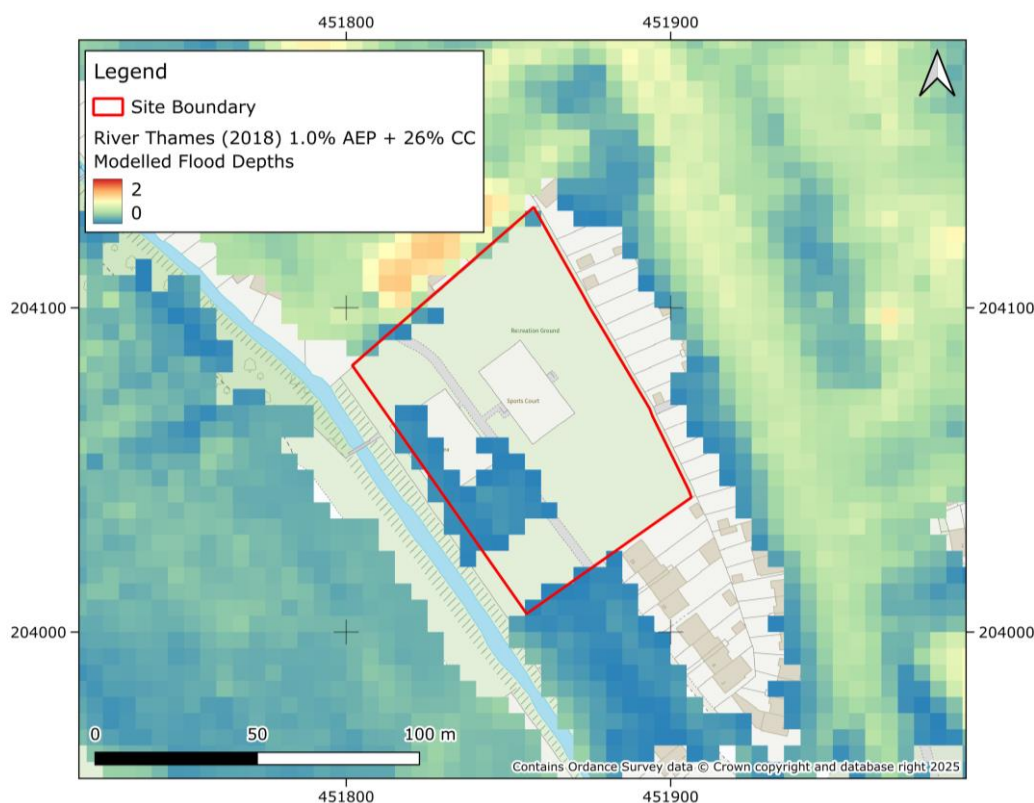 451800
451900
Legend
Site Boundary
River Thames (2018) 1.0% AEP + 26% CC
Modelled Flood Depths
2
0
204100
204100
Recreation Ground
Sports Court
204000
204000
0
50
100 m
Contains Ordance Survey data © Crown copyright and database right 2025
451800
451900